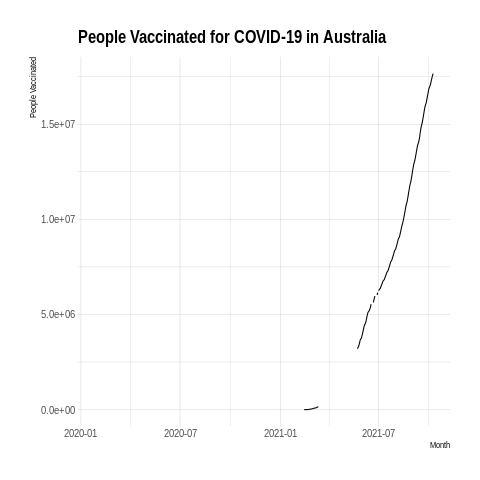 People Vaccinated for COVID-19 in Australia
People Vaccinated
1.5e+07
1.0e+07
5.0e+06
0.0e+00
2020-01 2020-07 2021-01 2021-07
Month